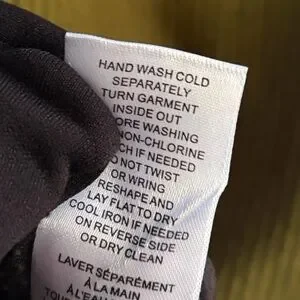 HAND WASH COLD
SEPARATELY
TURN GARMENT
INSIDE OUT
ORE WASHING
NON-CHLORINE
CH IF NEEDED
O NOT TWIST
OR WRING
RESHAPE AND
LAY FLAT TO DRY
COOL IRON IF NEEDED
ON REVERSE SIDE
OR DRY CLEAN
LAVER SÉPARÉMENT
À LA MAIN
À L'EAU